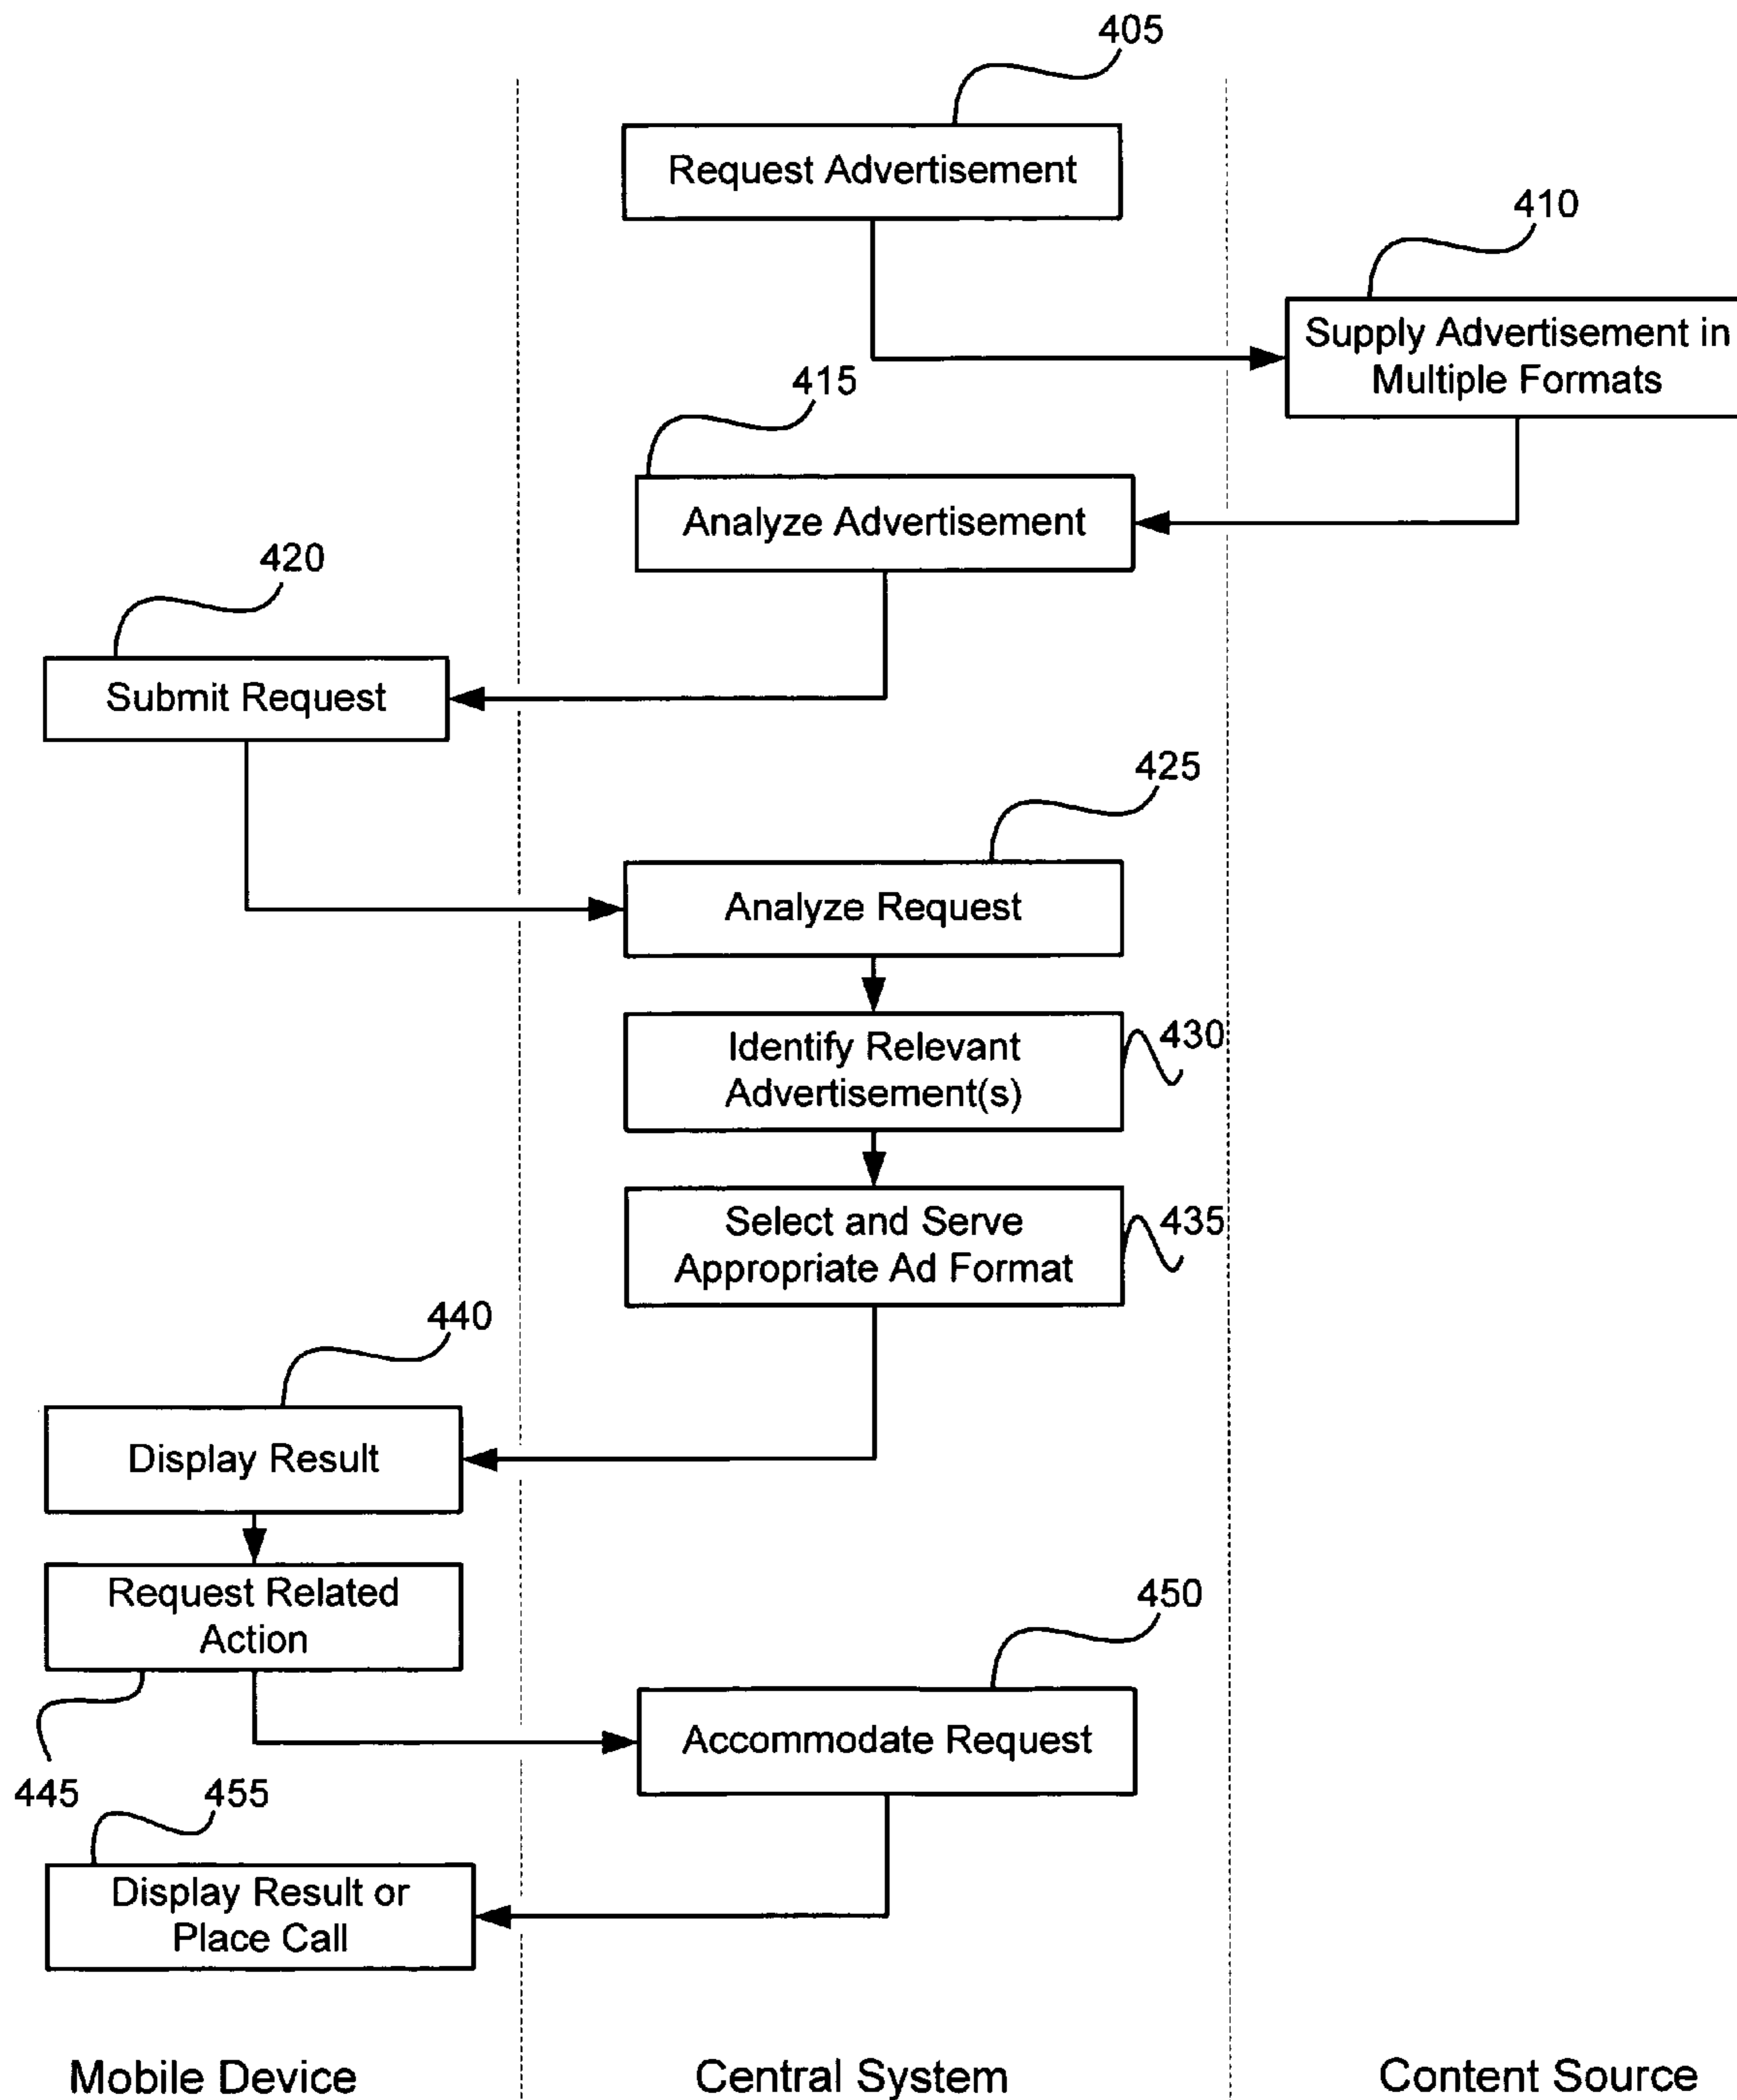 405
Request Advertisement
410
Supply Advertisement in
Multiple Formats
415
Analyze Advertisement
420
Submit Request
425
Analyze Request
430
Identify Relevant
Advertisement(s)
435
Select and Serve
Appropriate Ad Format
440
Display Result
Request Related
Action
445
450
Accommodate Request
455
Display Result or
Place Call
Mobile Device
Central System
Content Source